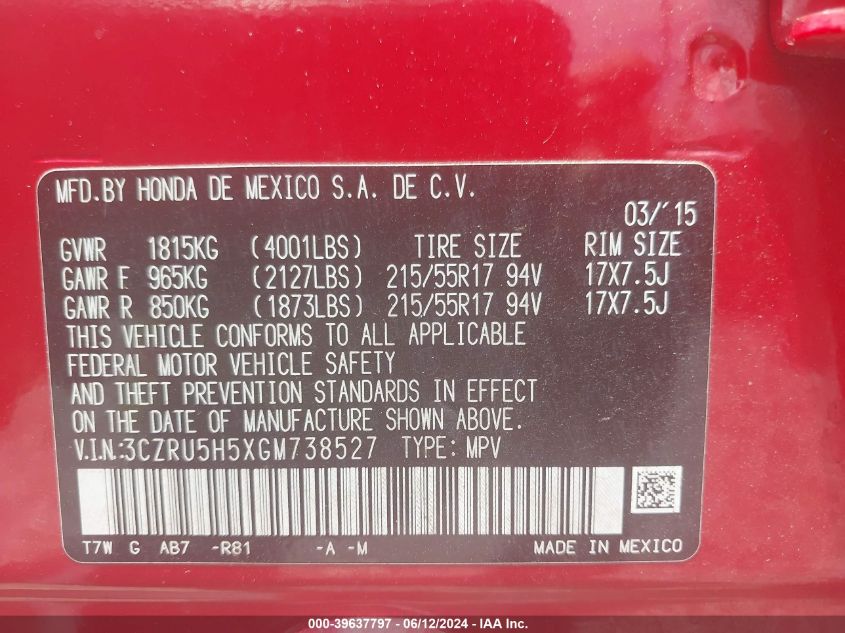 MFD.BY HONDA DE MEXICO S.A. DE C.V.
03/'15
GVWR 1815KG (4001LBS) TIRE SIZE RIM SIZE
GAWR F 965KG (2127LBS) 215/55R17 94V 17X7.5J
GAWR R 850KG (1873LBS) 215/55R17 94V 17X7.5J
THIS VEHICLE CONFORMS TO ALL APPLICABLE
FEDERAL MOTOR VEHICLE SAFETY
AND THEFT PREVENTION STANDARDS IN EFFECT
ON THE DATE OF MANUFACTURE SHOWN ABOVE.
V.I.N:3CZRU5H5XGM738527 TYPE: MPV
T7W G AB7 -R81 -A -M MADE IN MEXICO
000-39637797 - 06/12/2024 - IAA Inc.